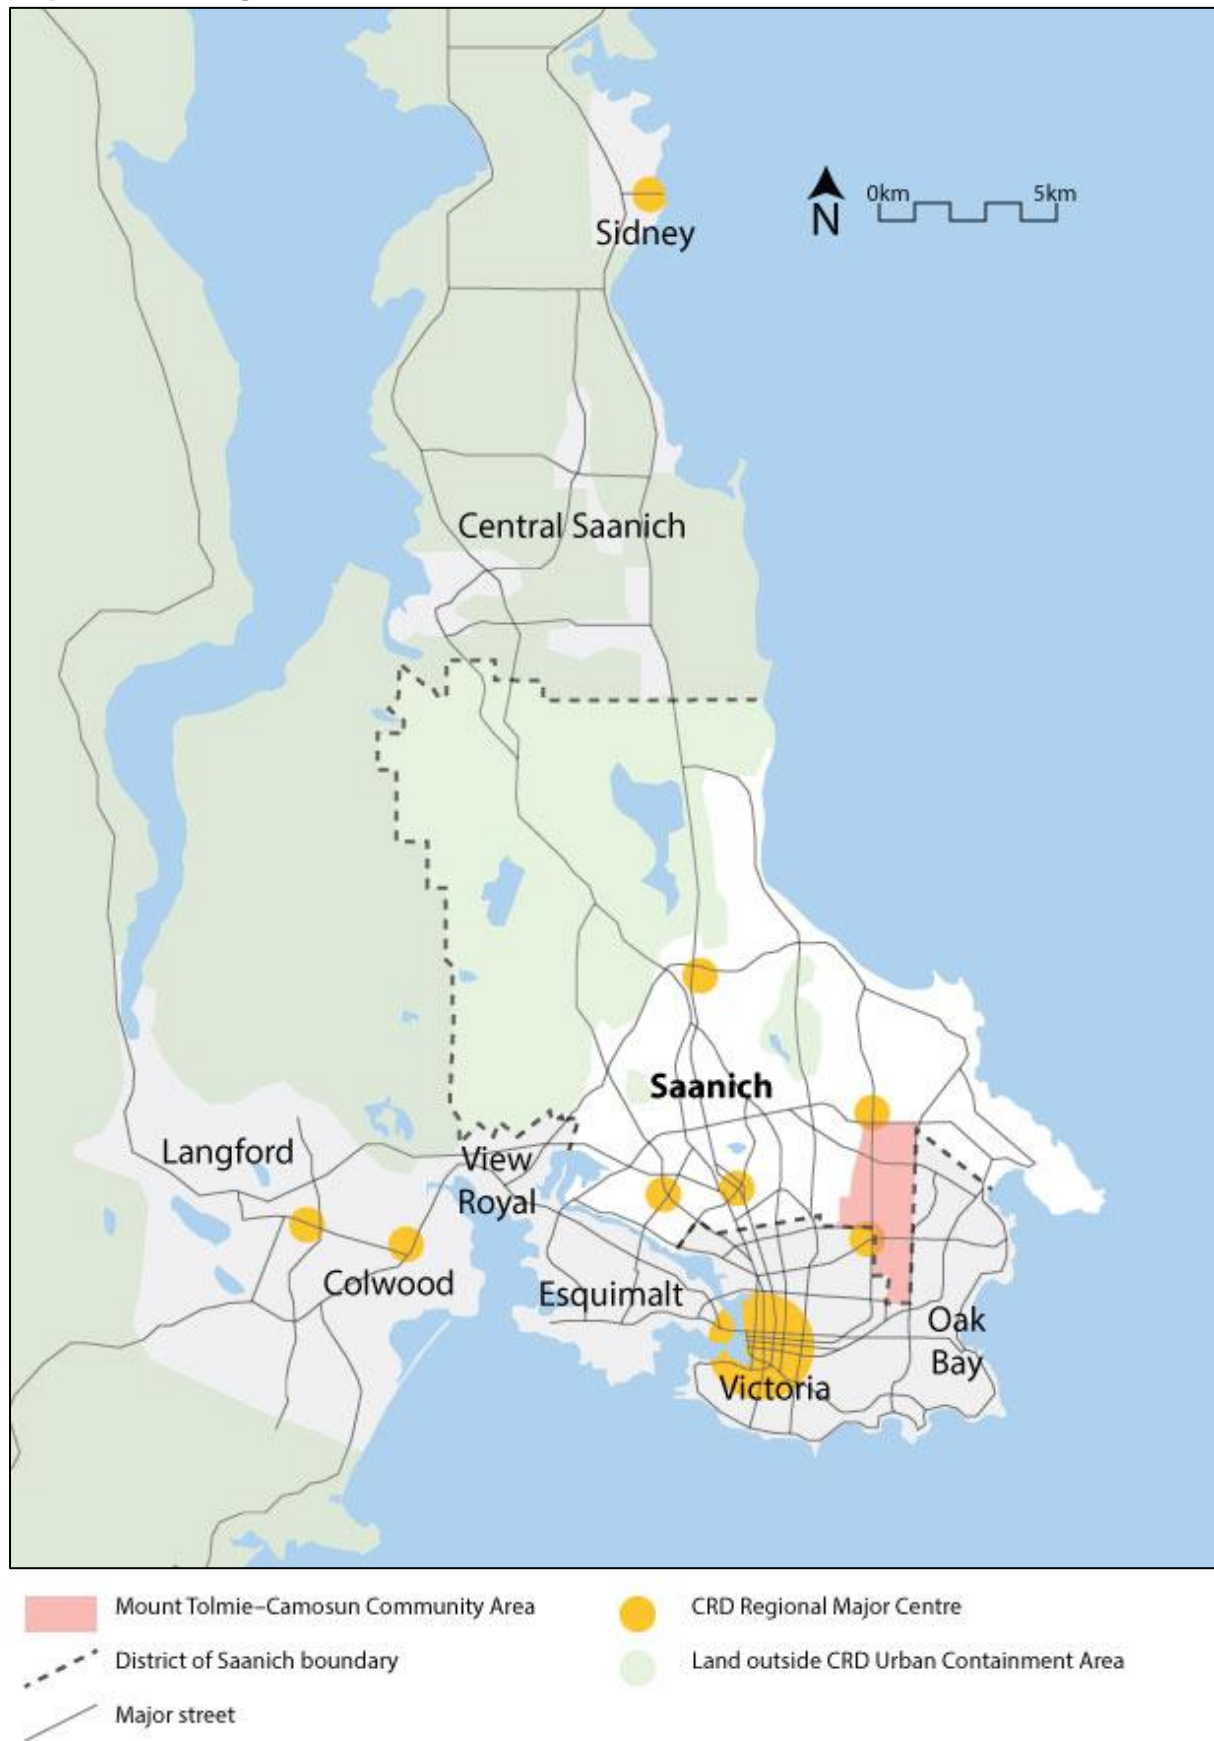 Sidney
N
0km 5km
Central Saanich
Saanich
Langford
View
Royal
Colwood
Esquimalt
Oak
Bay
Victoria
Mount Tolmie–Camosun Community Area
CRD Regional Major Centre
District of Saanich boundary
Land outside CRD Urban Containment Area
Major street